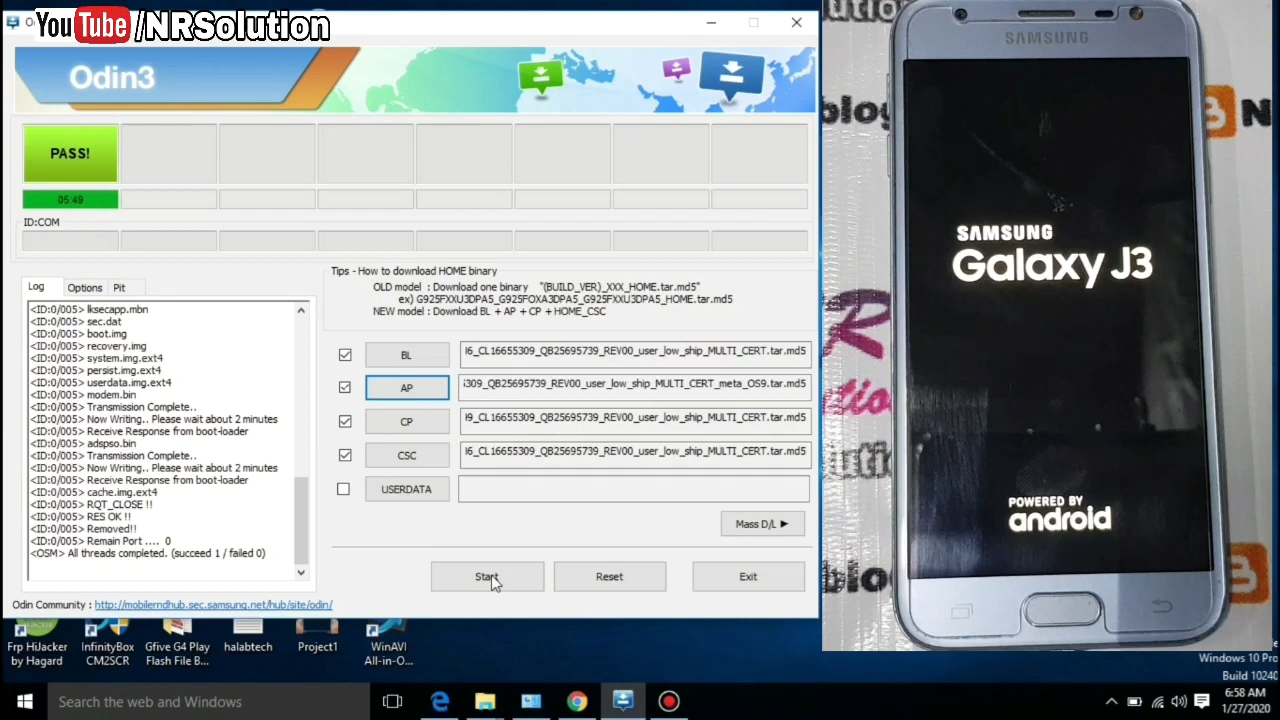 YouTube/NRSolution
Odin3
PASS!
05:49
ID:COM
Log
Options
Pit
<ID:0/005> lksecapp.mbn
<ID:0/005> sec.dat
<ID:0/005> boot.img
<ID:0/005> recovery.img
<ID:0/005> system.img.ext4
<ID:0/005> persist.img.ext4
<ID:0/005> userdata.img.ext4
<ID:0/005> modem.bin
<ID:0/005> Transmission Complete..
<ID:0/005> Now Writing.. Please wait about 2 minutes
<ID:0/005> Receive Response from boot-loader
<ID:0/005> adspso.bin
<ID:0/005> Transmission Complete..
<ID:0/005> Now Writing.. Please wait about 2 minutes
<ID:0/005> Receive Response from boot-loader
<ID:0/005> cache.img.ext4
<ID:0/005> RQT_CLOSE !!
<ID:0/005> RES OK !!
<ID:0/005> Removed!!
<ID:0/005> Remain Port .... 0
<OSM> All threads completed. (succeed 1 / failed 0)
Tips - How to download HOME binary
OLD model : Download one binary "(BUILD_VER)_XXX_HOME.tar.md5"
ex) G925FXXU3DPA5_G925FOXA3DPA5_G925FXXU3DPA5_HOME.tar.md5
NEW model : Download BL + AP + CP + HOME_CSC
BL
I6_CL16655309_QB25695739_REV00_user_low_ship_MULTI_CERT.tar.md5
AP
i309_QB25695739_REV00_user_low_ship_MULTI_CERT_meta_OS9.tar.md5
CP
I9_CL16655309_QB25695739_REV00_user_low_ship_MULTI_CERT.tar.md5
CSC
I6_CL16655309_QB25695739_REV00_user_low_ship_MULTI_CERT.tar.md5
USERDATA
Mass D/L ▶
Start
Reset
Exit
Odin Community : http://mobilerndhub.sec.samsung.net/hub/site/odin/
Frp HiJacker by Hagard
InfinityBox CM2SCR
Gfive G4 Play Flash File B...
halabtech
Project1
WinAVI All-in-O...
Windows 10 Pro
Build 10240
Search the web and Windows
6:58 AM
1/27/2020
SAMSUNG
SAMSUNG
Galaxy J3
POWERED BY
android